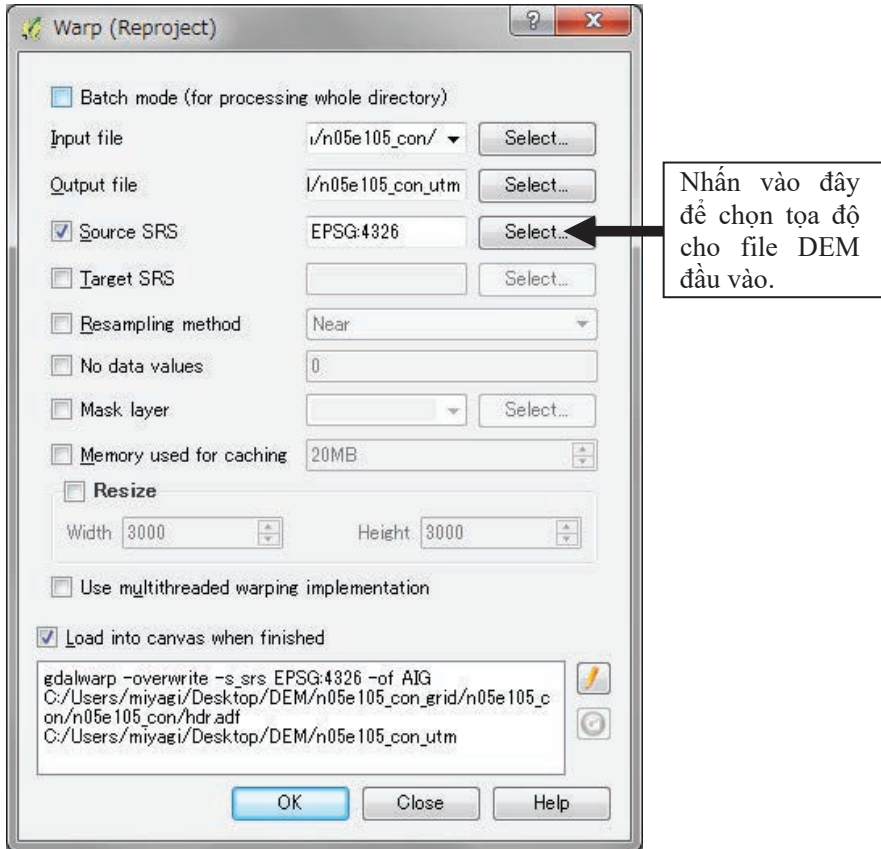 Warp (Reproject)
Batch mode (for processing whole directory)
Input file
ı/n05e105_con/
Select...
Output file
l/n05e105_con_utm
Select...
Source SRS
EPSG:4326
Select...
Target SRS
Select...
Resampling method
Near
No data values
0
Mask layer
Select...
Memory used for caching
20MB
Resize
Width 3000
Height 3000
Use multithreaded warping implementation
Load into canvas when finished
gdalwarp -overwrite -s_srs EPSG:4326 -of AIG
C:/Users/miyagi/Desktop/DEM/n05e105_con_grid/n05e105_c
on/n05e105_con/hdr.adf
C:/Users/miyagi/Desktop/DEM/n05e105_con_utm
OK
Close
Help
Nhấn vào đây
để chọn tọa độ
cho file DEM
đầu vào.